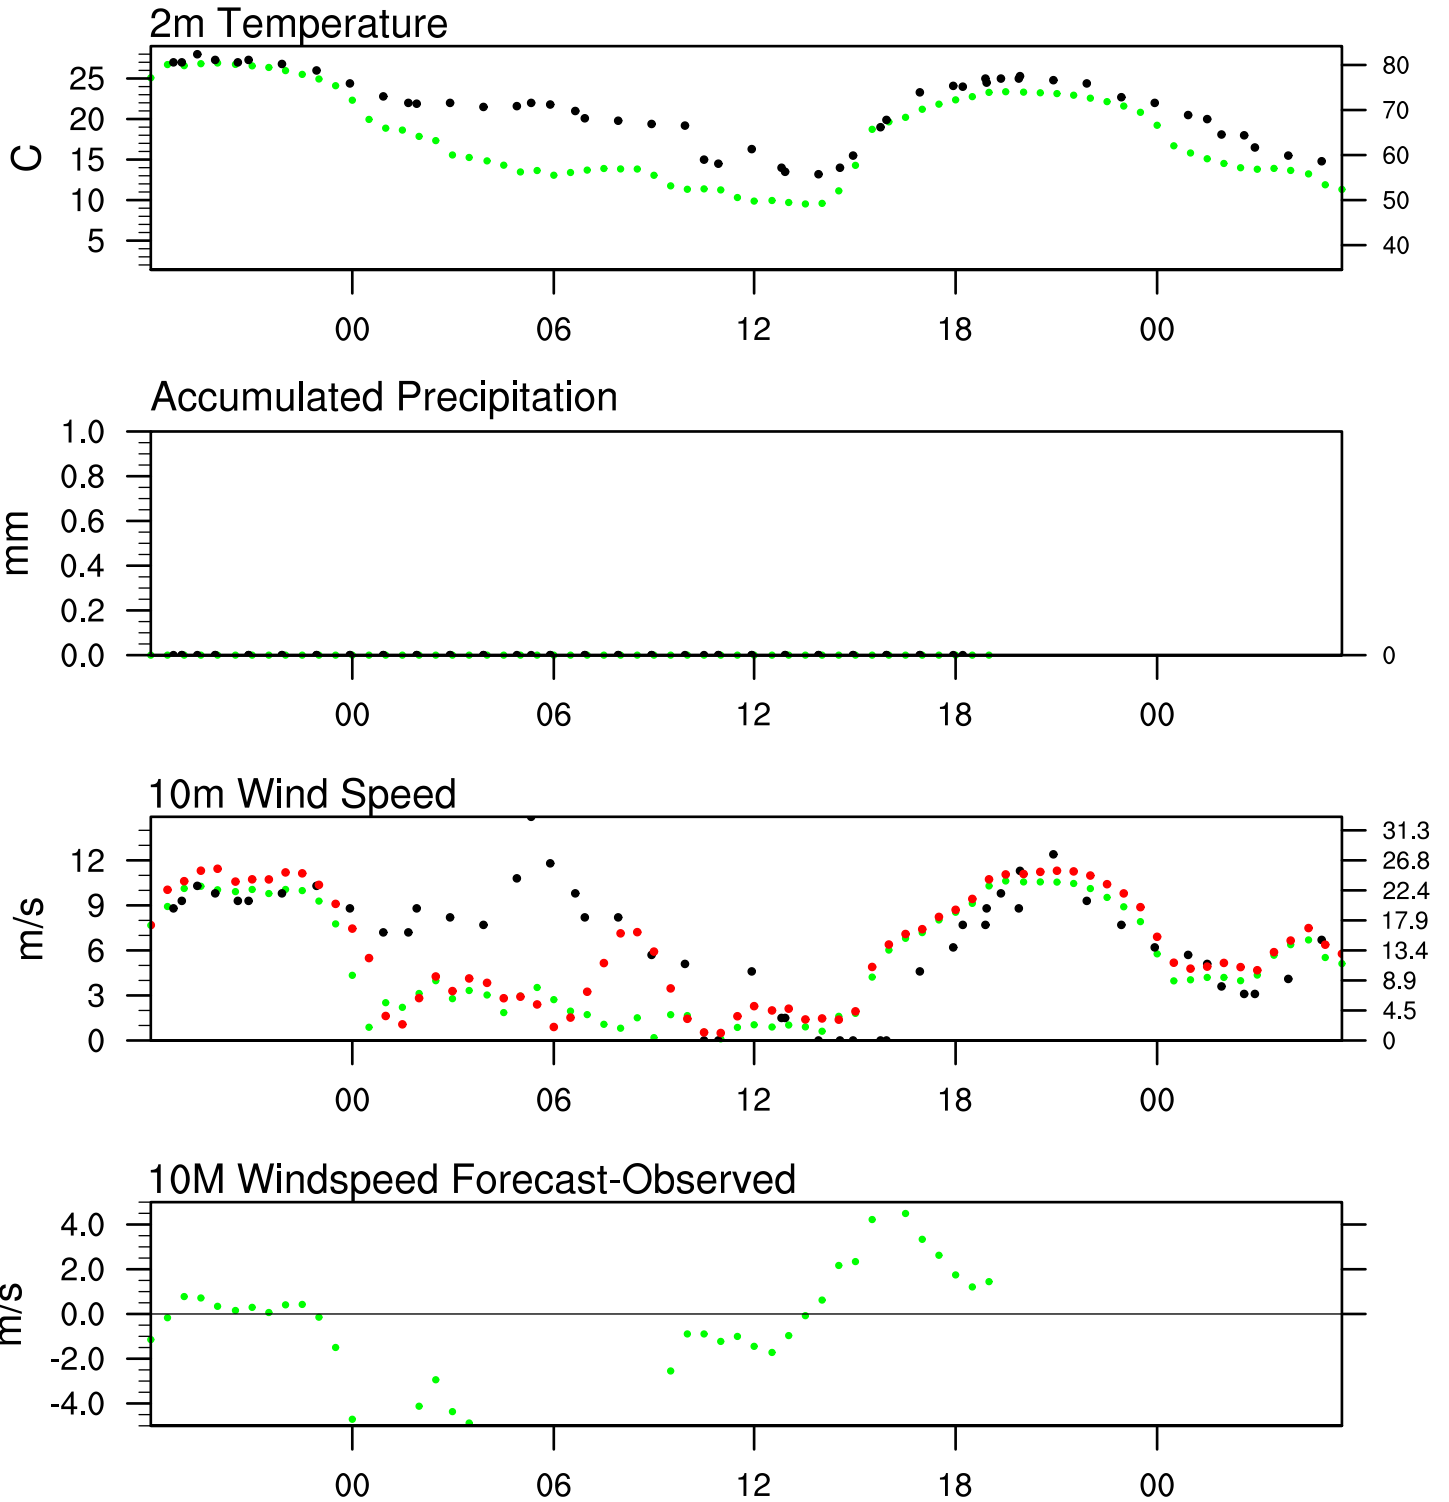 2m Temperature
C
25
20
15
10
5
80
70
60
50
40
00 06 12 18 00
Accumulated Precipitation
mm
1.0
0.8
0.6
0.4
0.2
0.0
0
00 06 12 18 00
10m Wind Speed
m/s
12
9
6
3
0
31.3
26.8
22.4
17.9
13.4
8.9
4.5
0
00 06 12 18 00
10M Windspeed Forecast-Observed
m/s
4.0
2.0
0.0
-2.0
-4.0
00 06 12 18 00